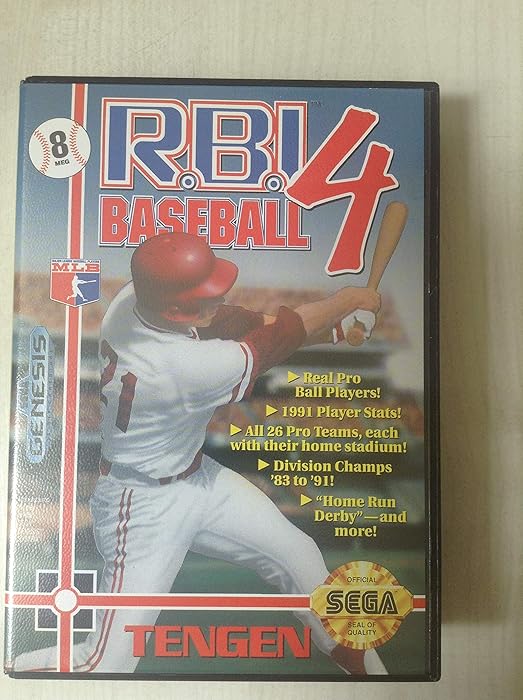 8
MEG
R.B.I. 4
™
BASEBALL
MLB
GENESIS
21
▶ Real Pro
Ball Players!
▶ 1991 Player Stats!
▶ All 26 Pro Teams, each
with their home stadium!
▶ Division Champs
'83 to '91!
▶ "Home Run
Derby"—and
more!
OFFICIAL
SEGA
SEAL OF
QUALITY
TENGEN